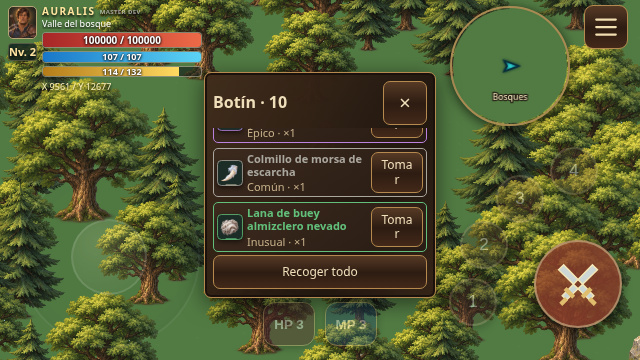 AURALIS MASTER DEV
Valle del bosque
100000 / 100000
Nv. 2
107 / 107
114 / 132
Botín · 10
×
Épico · ×1
Colmillo de morsa de
escarcha
Común · ×1
Toma
r
Lana de buey
almizclero nevado
Inusual · ×1
Toma
r
Recoger todo
Bosques
4
3
2
1
HP 3
MP 3